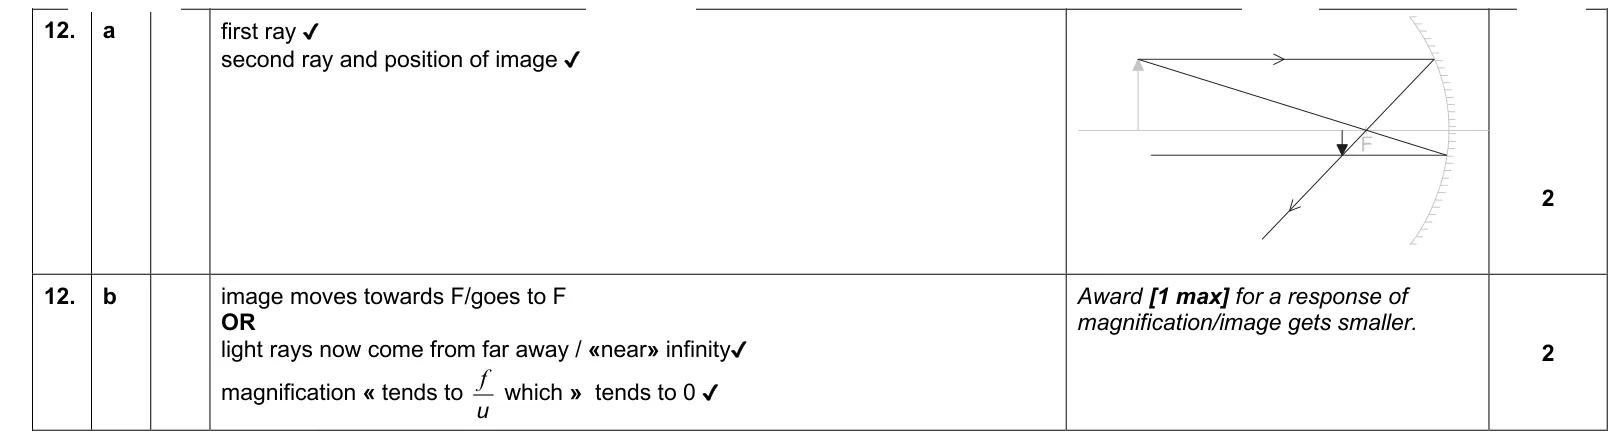 12. a first ray ✓
second ray and position of image ✓
F
2
12. b image moves towards F/goes to F
OR
light rays now come from far away / «near» infinity✓
magnification « tends to f/u which » tends to 0 ✓
Award [1 max] for a response of
magnification/image gets smaller.
2